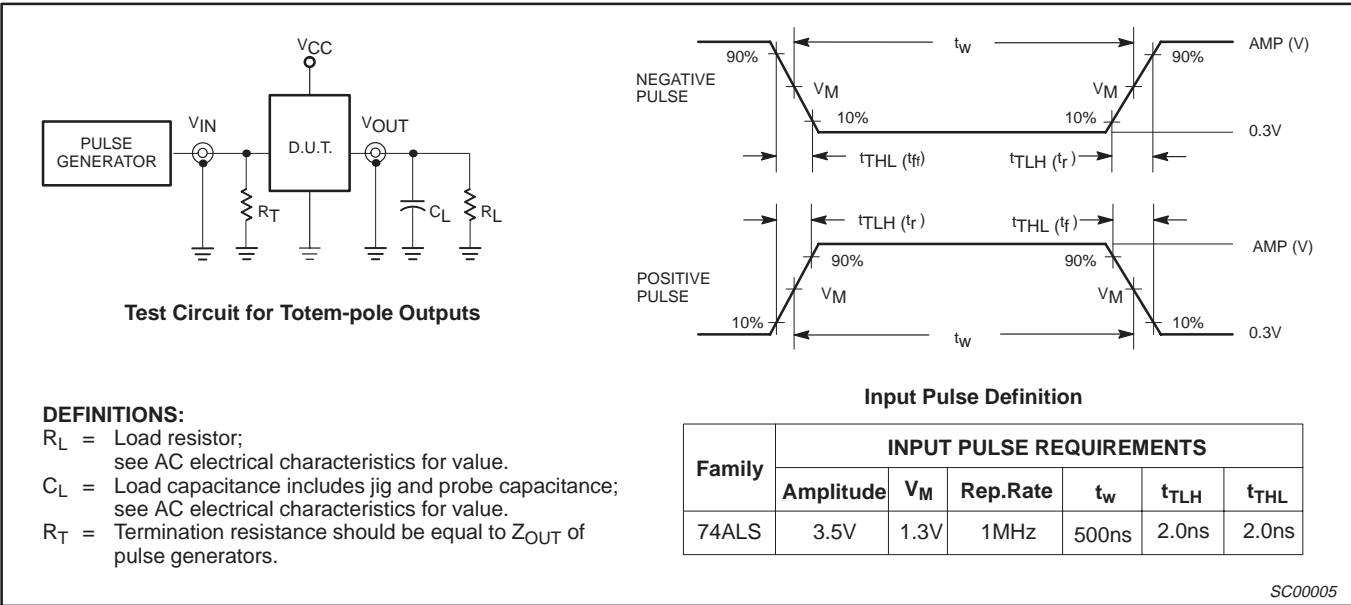 VCC
VIN
VOUT
PULSE
GENERATOR
D.U.T.
RT
CL
RL
Test Circuit for Totem-pole Outputs
DEFINITIONS:
RL = Load resistor;
see AC electrical characteristics for value.
CL = Load capacitance includes jig and probe capacitance;
see AC electrical characteristics for value.
RT = Termination resistance should be equal to ZOUT of
pulse generators.
90%
tw
90%
AMP (V)
NEGATIVE
PULSE
VM
VM
10%
10%
0.3V
tTHL (tff)
tTLH (tr )
tTLH (tr )
tTHL (tf)
AMP (V)
90%
90%
POSITIVE
PULSE
VM
VM
10%
10%
tw
0.3V
Input Pulse Definition
Family
INPUT PULSE REQUIREMENTS
Amplitude VM Rep.Rate tw tTLH tTHL
74ALS 3.5V 1.3V 1MHz 500ns 2.0ns 2.0ns
SC00005